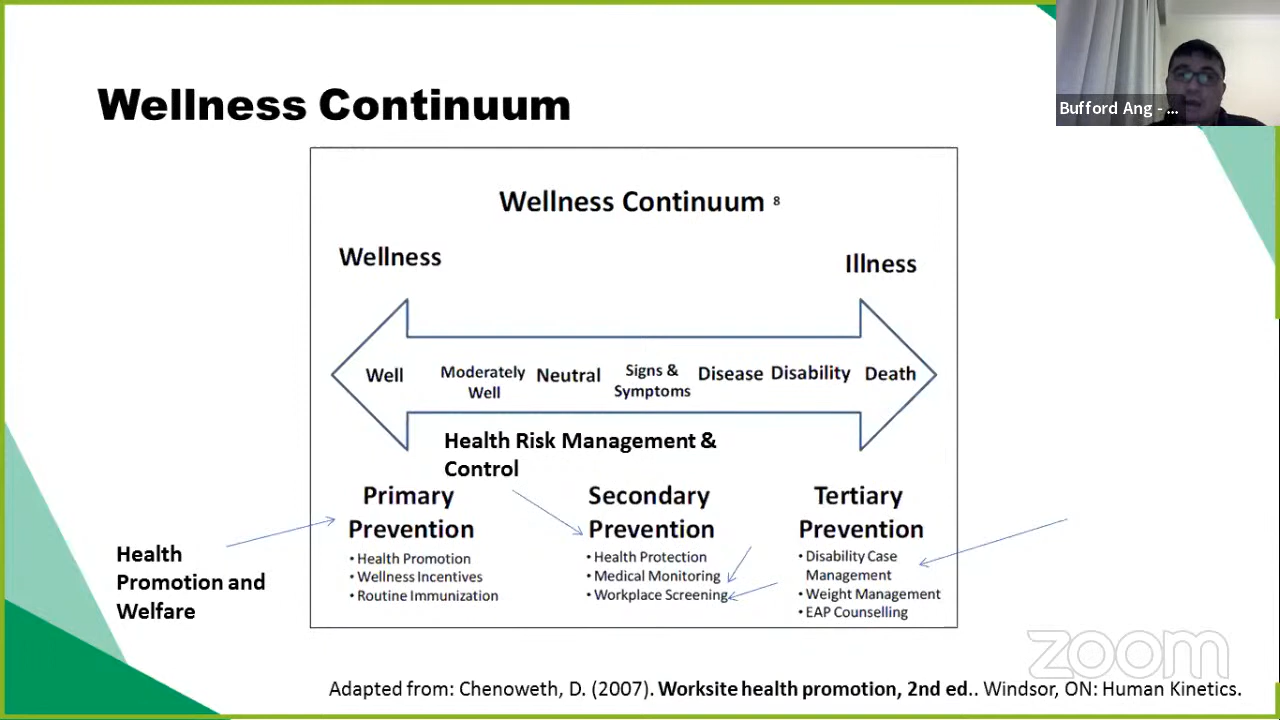 Wellness Continuum
Bufford Ang - ...
Wellness Continuum 8
Wellness
Illness
Well
Moderately
Well
Neutral
Signs &
Symptoms
Disease
Disability
Death
Health Risk Management &
Control
Health
Promotion and
Welfare
Primary
Prevention
• Health Promotion
• Wellness Incentives
• Routine Immunization
Secondary
Prevention
• Health Protection
• Medical Monitoring
• Workplace Screening
Tertiary
Prevention
• Disability Case
Management
• Weight Management
• EAP Counselling
zoom
Adapted from: Chenoweth, D. (2007). Worksite health promotion, 2nd ed.. Windsor, ON: Human Kinetics.